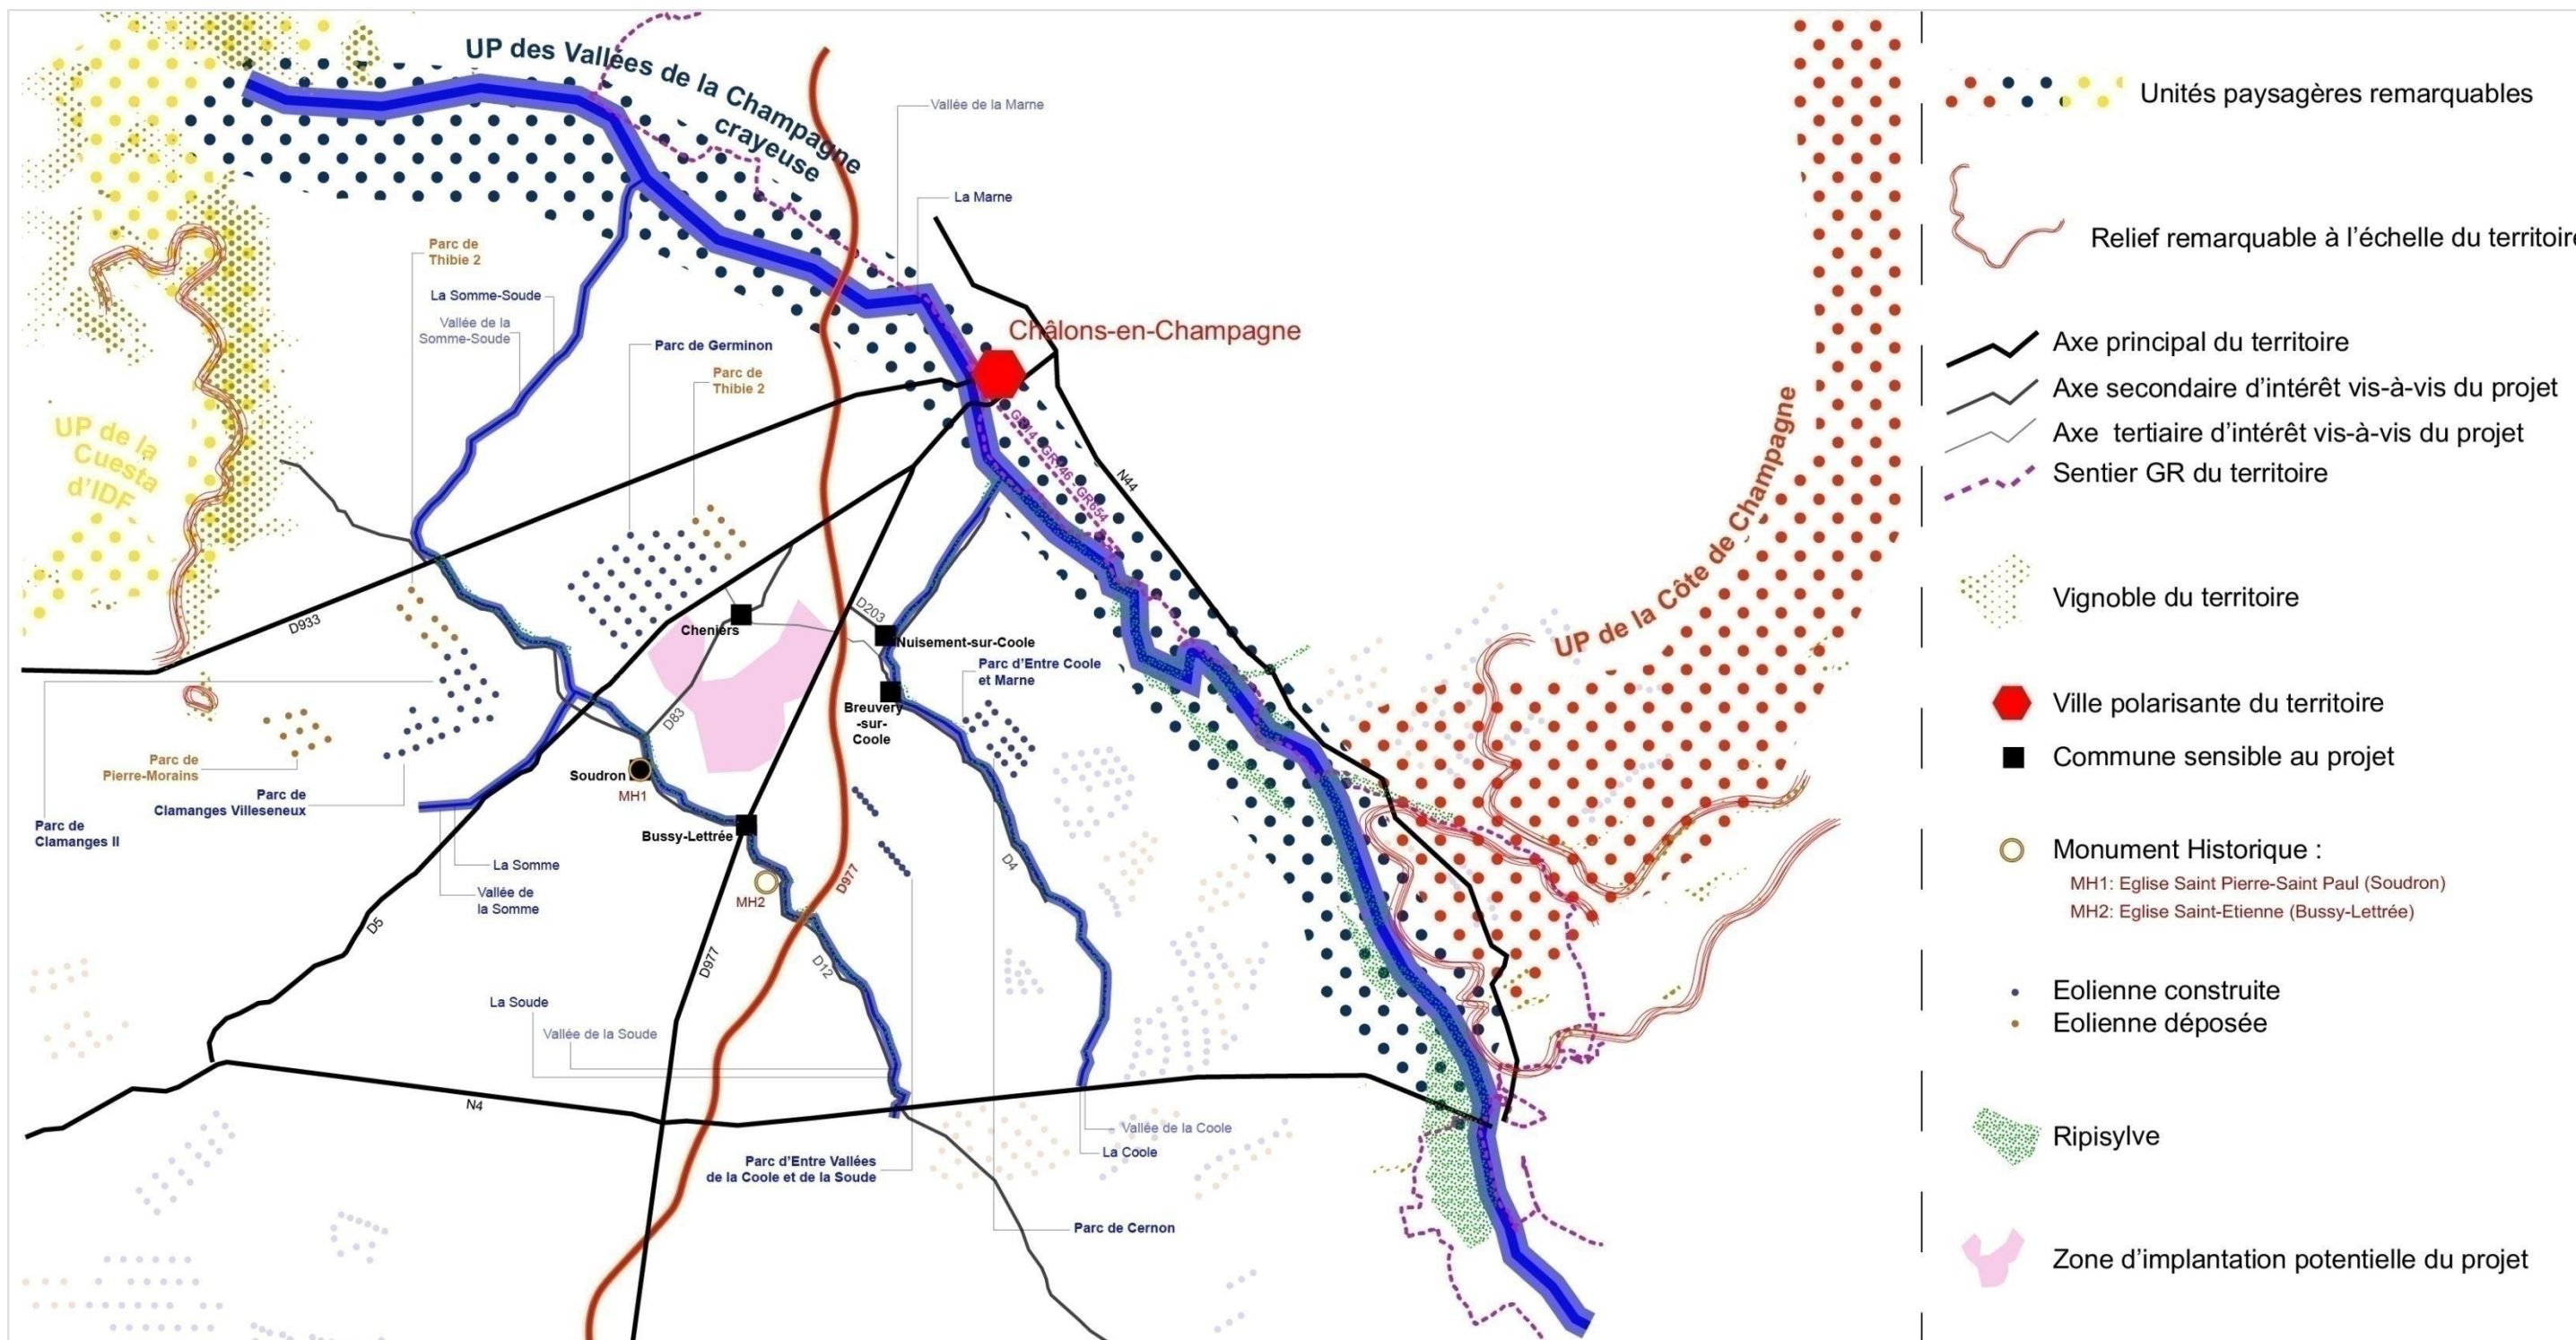 UP des Vallées de la Champagne
crayeuse
Vallée de la Marne
La Marne
Parc de
Thibie 2
La Somme-Soude
Vallée de la
Somme-Soude
Parc de Germinon
Parc de
Thibie 2
Châlons-en-Champagne
UP de la
Cuesta
d'IDF
GR14 - GR146 - GR654
N44
UP de la Côte de Champagne
D933
Cheniers
D203
Nuisement-sur-Coole
Parc d'Entre Coole
et Marne
D83
Breuvery
-sur-
Coole
Parc de
Pierre-Morains
Soudron
MH1
Parc de
Clamanges Villeseneux
Parc de
Clamanges II
Bussy-Lettrée
La Somme
Vallée de
la Somme
MH2
D977
D4
D5
D977
D12
La Soude
Vallée de la Soude
N4
Vallée de la Coole
La Coole
Parc d'Entre Vallées
de la Coole et de la Soude
Parc de Cernon
Unités paysagères remarquables
Relief remarquable à l'échelle du territoire
Axe principal du territoire
Axe secondaire d'intérêt vis-à-vis du projet
Axe tertiaire d'intérêt vis-à-vis du projet
Sentier GR du territoire
Vignoble du territoire
Ville polarisante du territoire
Commune sensible au projet
Monument Historique :
MH1: Eglise Saint Pierre-Saint Paul (Soudron)
MH2: Eglise Saint-Etienne (Bussy-Lettrée)
Eolienne construite
Eolienne déposée
Ripisylve
Zone d'implantation potentielle du projet